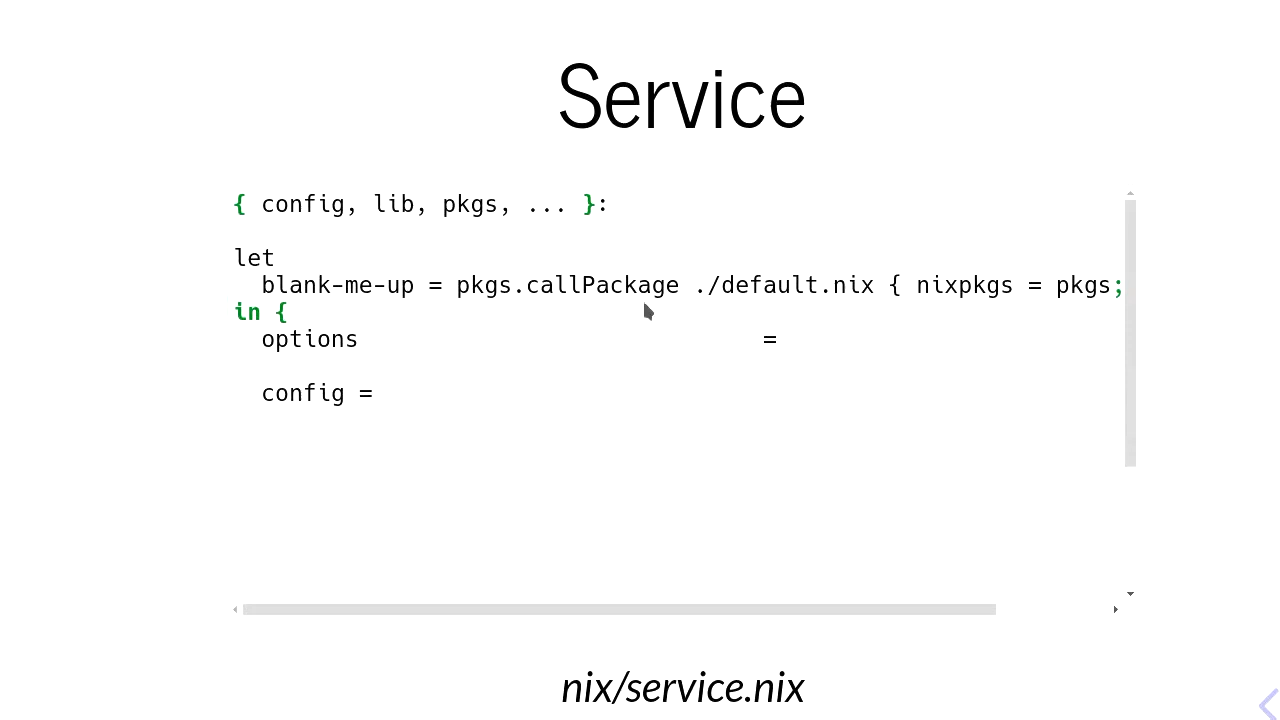 Service
{ config, lib, pkgs, ... }:
let
blank-me-up = pkgs.callPackage ./default.nix { nixpkgs = pkgs;
in {
options =
config =
nix/service.nix